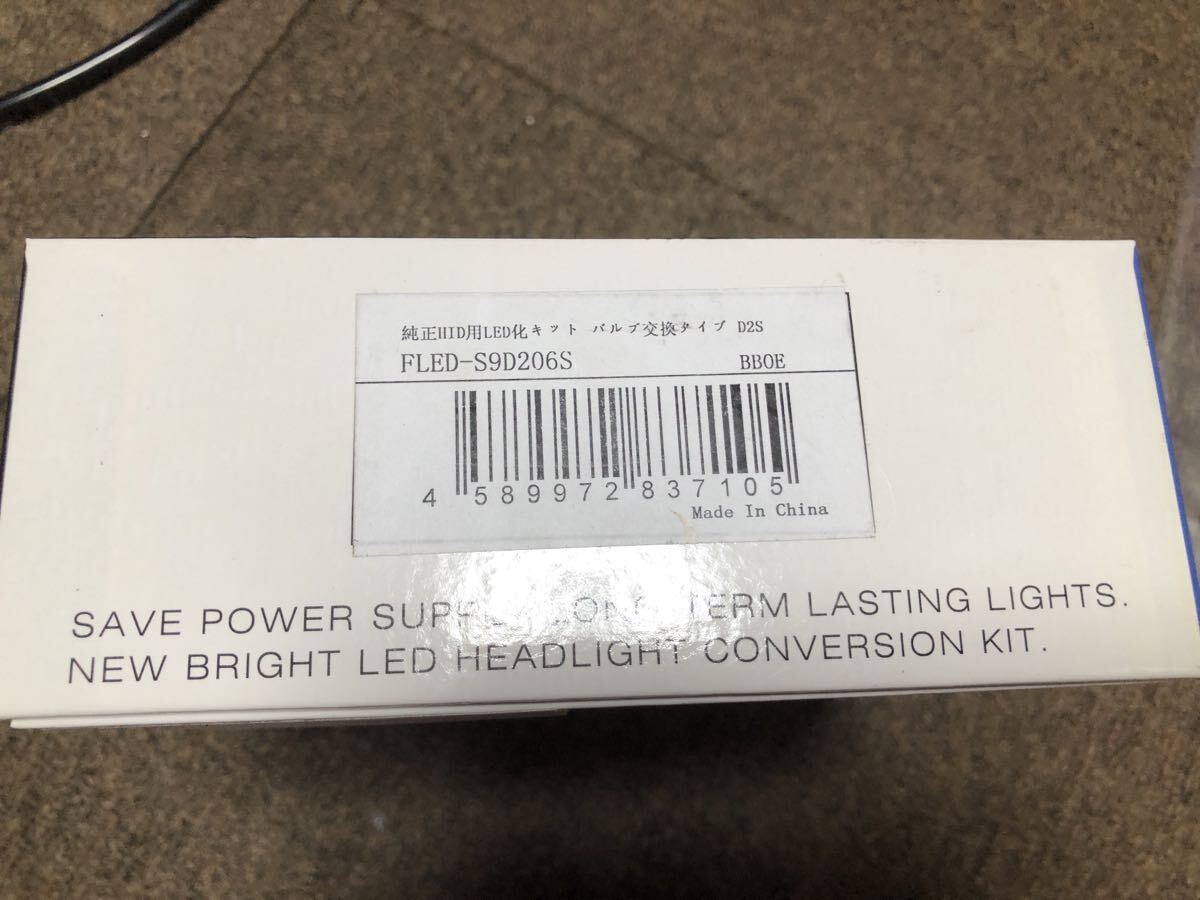 純正HID用LED化キット バルブ交換タイプ D2S
FLED-S9D206S BB0E
4 589972 837105
Made In China
SAVE POWER SUPPLY, LONG TERM LASTING LIGHTS.
NEW BRIGHT LED HEADLIGHT CONVERSION KIT.